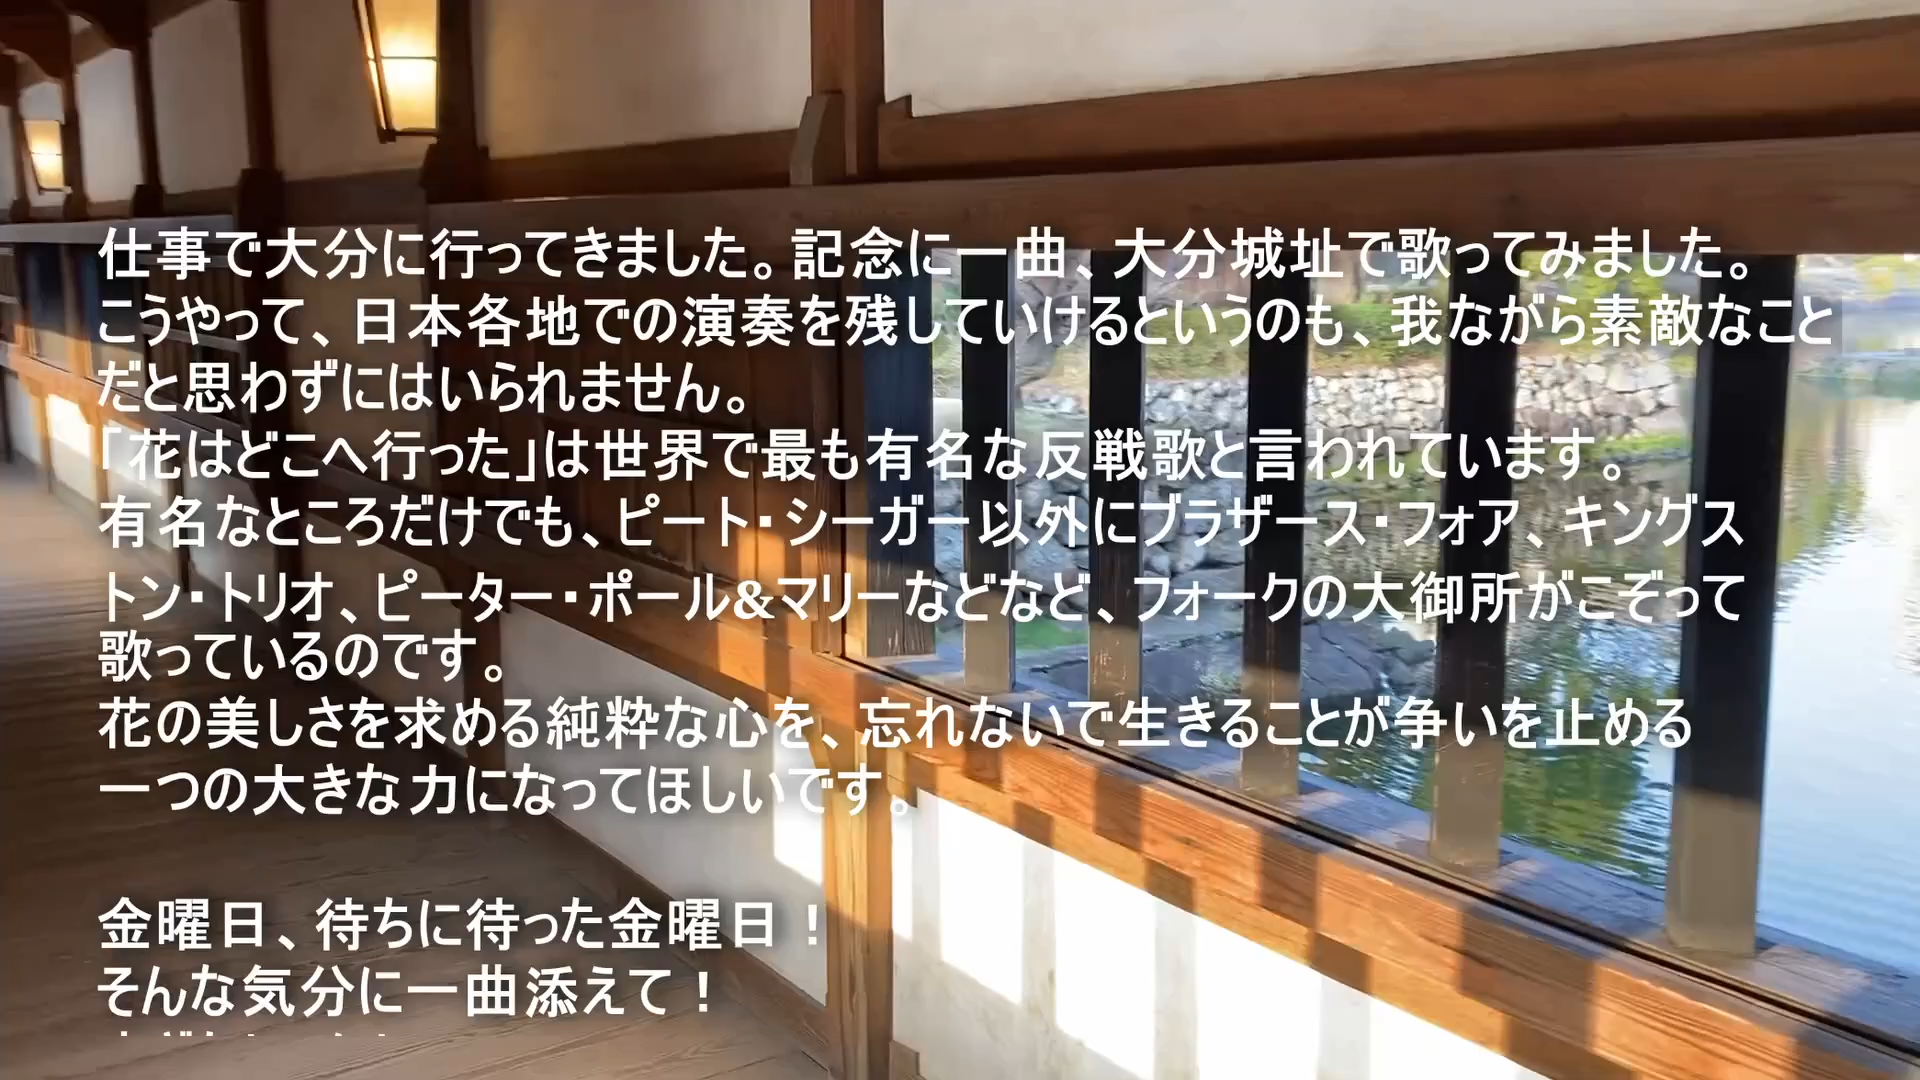 仕事で大分に行ってきました。記念に一曲、大分城址で歌ってみました。
こうやって、日本各地での演奏を残していけるというのも、我ながら素敵なこと
だと思わずにはいられません。
「花はどこへ行った」は世界で最も有名な反戦歌と言われています。
有名なところだけでも、ピート・シーガー以外にブラザース・フォア、キングス
トン・トリオ、ピーター・ポール&マリーなどなど、フォークの大御所がこぞって
歌っているのです。
花の美しさを求める純粋な心を、忘れないで生きることが争いを止める
一つの大きな力になってほしいです。
金曜日、待ちに待った金曜日！
そんな気分に一曲添えて！